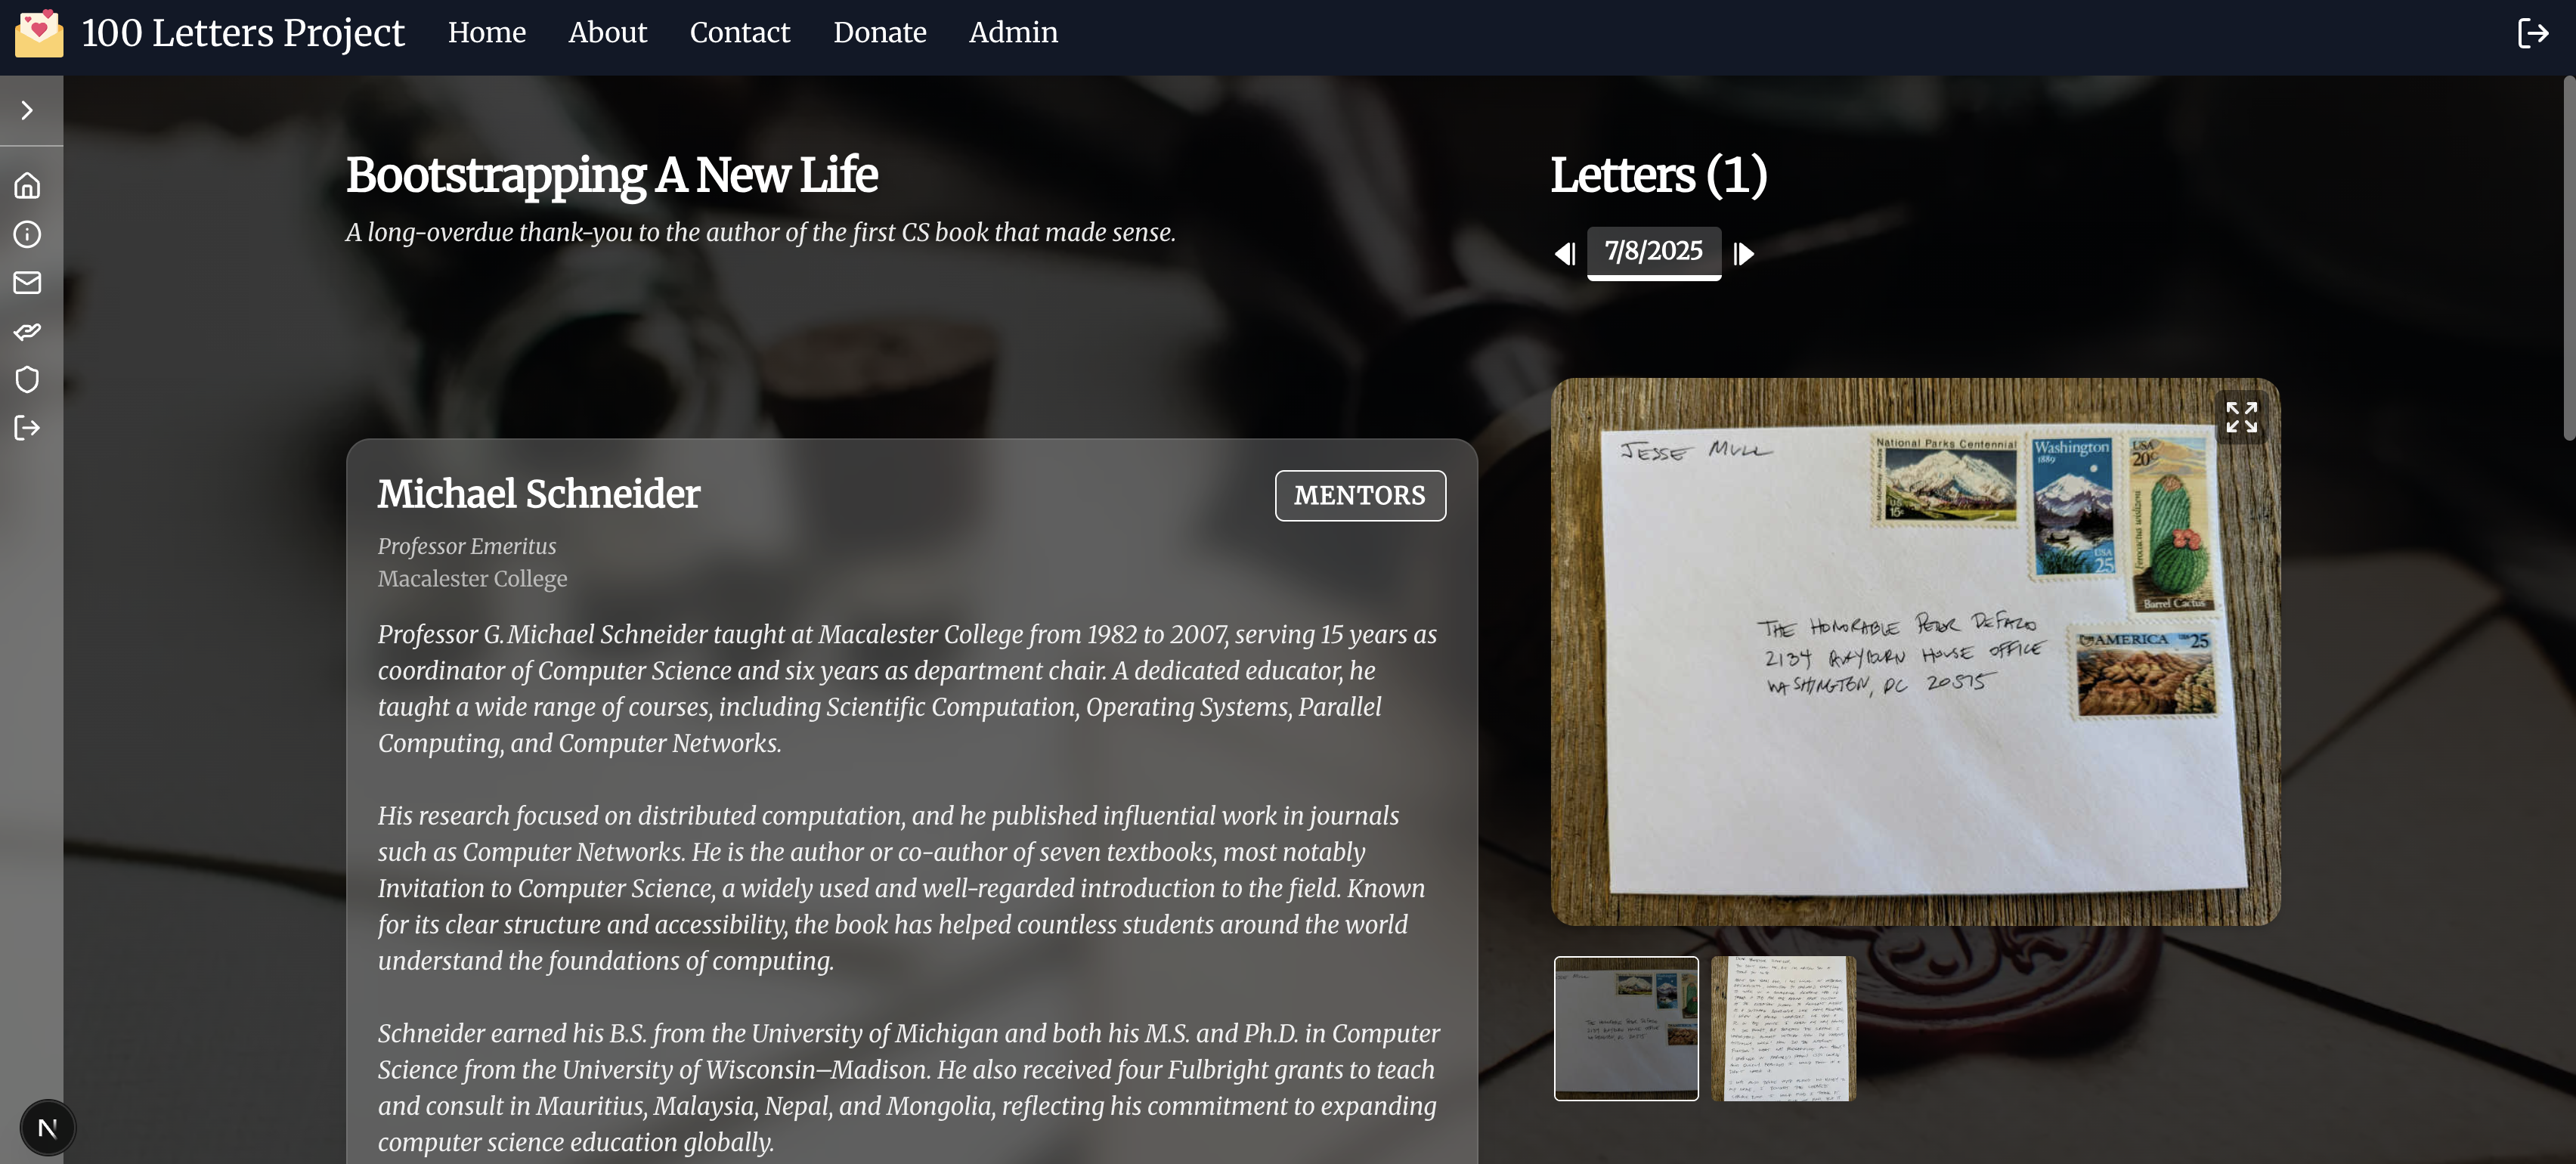 100 Letters Project
Home
About
Contact
Donate
Admin
Bootstrapping A New Life
A long-overdue thank-you to the author of the first CS book that made sense.
Michael Schneider
MENTORS
Professor Emeritus
Macalester College
Professor G. Michael Schneider taught at Macalester College from 1982 to 2007, serving 15 years as
coordinator of Computer Science and six years as department chair. A dedicated educator, he
taught a wide range of courses, including Scientific Computation, Operating Systems, Parallel
Computing, and Computer Networks.
His research focused on distributed computation, and he published influential work in journals
such as Computer Networks. He is the author or co-author of seven textbooks, most notably
Invitation to Computer Science, a widely used and well-regarded introduction to the field. Known
for its clear structure and accessibility, the book has helped countless students around the world
understand the foundations of computing.
Schneider earned his B.S. from the University of Michigan and both his M.S. and Ph.D. in Computer
Science from the University of Wisconsin–Madison. He also received four Fulbright grants to teach
and consult in Mauritius, Malaysia, Nepal, and Mongolia, reflecting his commitment to expanding
computer science education globally.
Letters (1)
7/8/2025
JESSE MULL
National Parks Centennial
15c
Washington
1889
USA
25
USA
20c
Barrel Cactus
THE HONORABLE PETER DEFAZIO
2134 RAYBURN HOUSE OFFICE
WASHINGTON, DC 20515
AMERICA
25
N